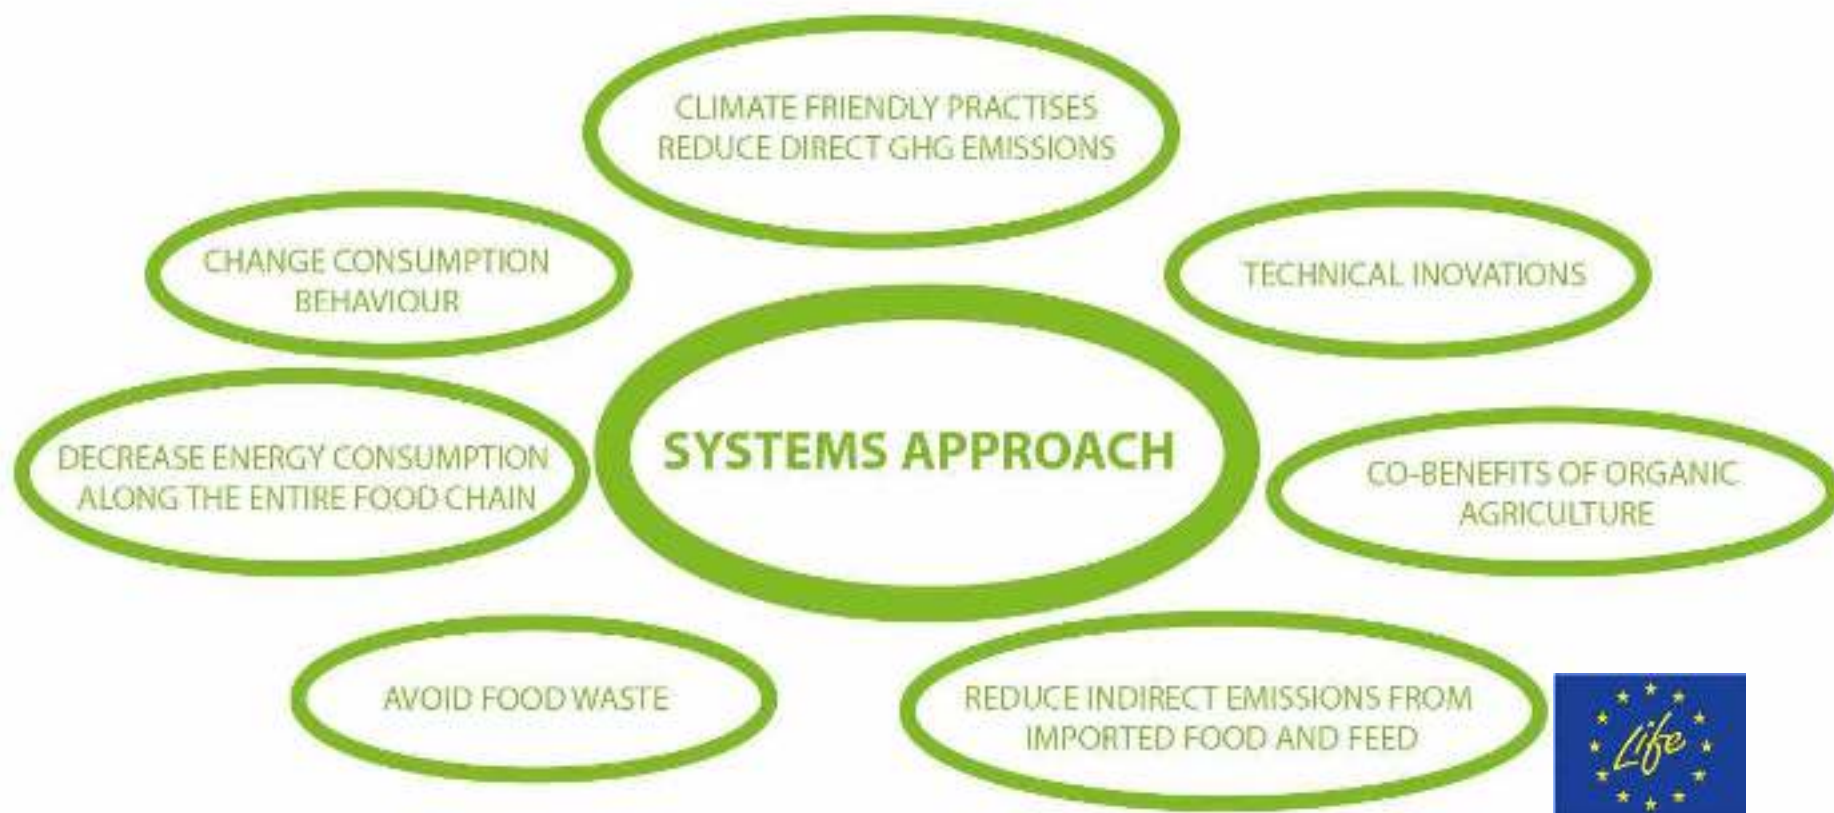 CLIMATE FRIENDLY PRACTISES
REDUCE DIRECT GHG EMISSIONS
CHANGE CONSUMPTION
BEHAVIOUR
TECHNICAL INOVATIONS
SYSTEMS APPROACH
DECREASE ENERGY CONSUMPTION
ALONG THE ENTIRE FOOD CHAIN
CO-BENEFITS OF ORGANIC
AGRICULTURE
AVOID FOOD WASTE
REDUCE INDIRECT EMISSIONS FROM
IMPORTED FOOD AND FEED
Life